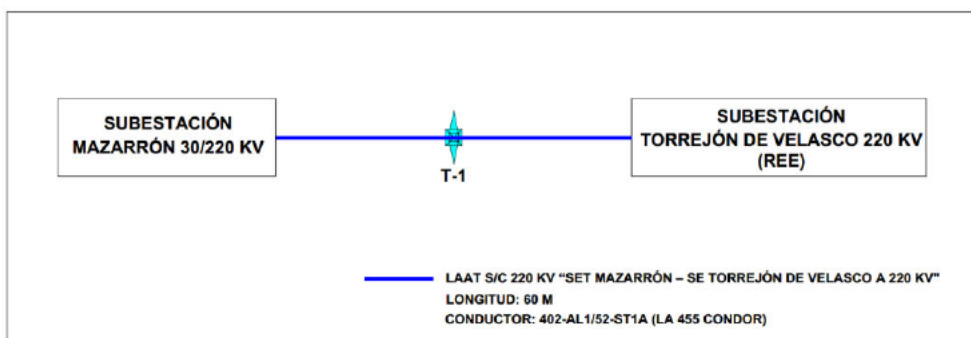 SUBESTACIÓN
MAZARRÓN 30/220 KV
T-1
SUBESTACIÓN
TORREJÓN DE VELASCO 220 KV
(REE)
LAAT S/C 220 KV “SET MAZARRÓN – SE TORREJÓN DE VELASCO A 220 KV"
LONGITUD: 60 M
CONDUCTOR: 402-AL1/52-ST1A (LA 455 CONDOR)